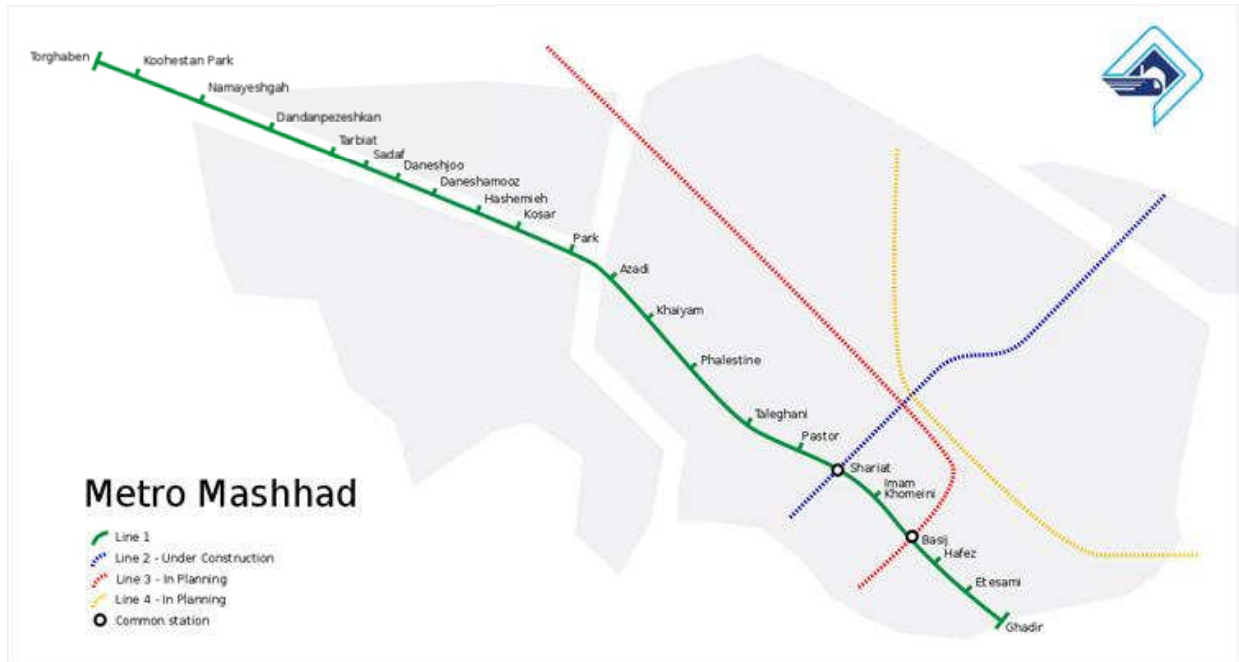 Torghaben
Koohestan Park
Namayeshgah
Dandanpezeshkan
Tarbiat
Sadaf
Daneshjoo
Daneshamooz
Hashemieh
Kosar
Park
Azadi
Khaiyam
Phalestine
Taleghani
Pastor
Shariat
Imam
Khomeini
Basij
Hafez
Etesami
Ghadir
Metro Mashhad
Line 1
Line 2 - Under Construction
Line 3 - In Planning
Line 4 - In Planning
Common station